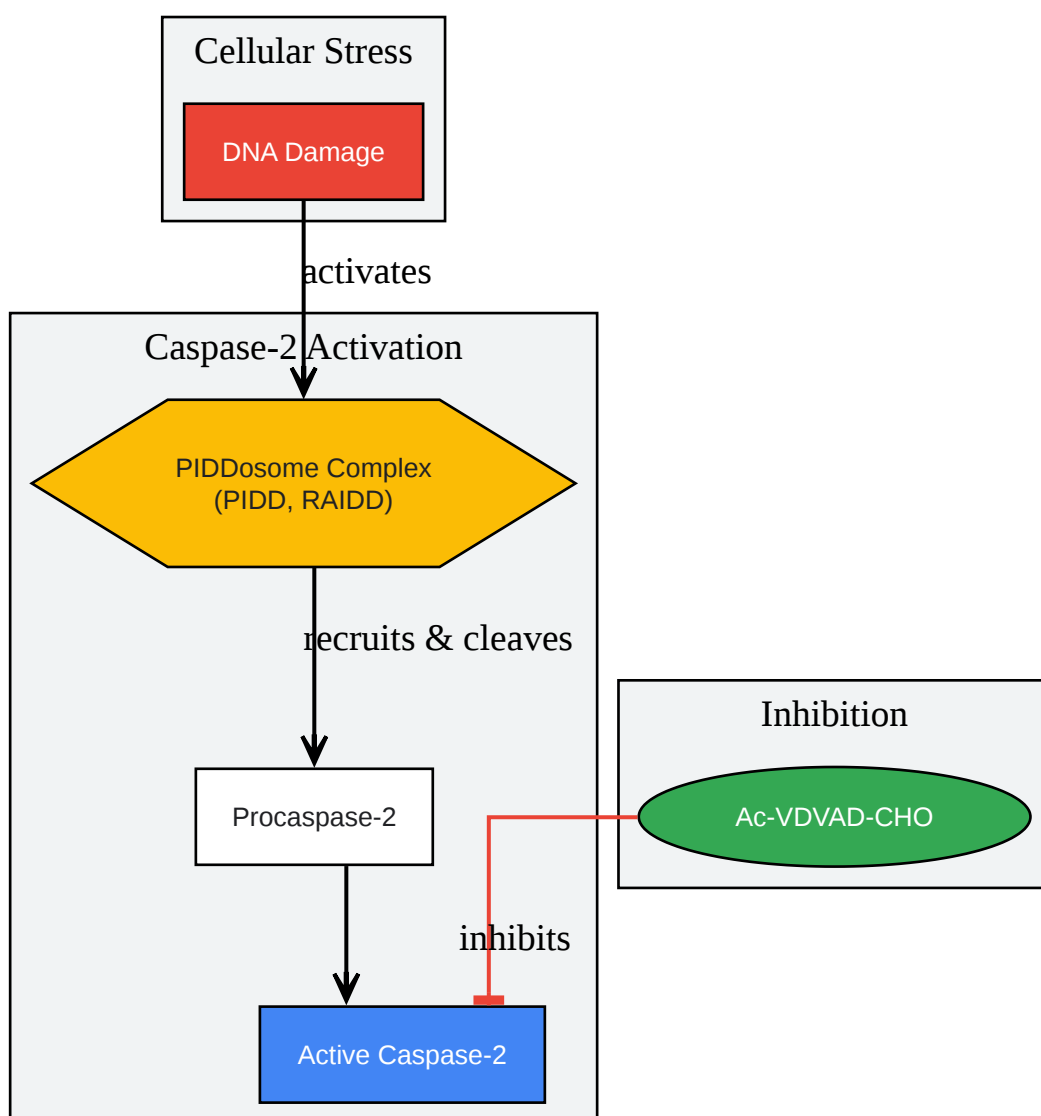 Cellular Stress
DNA Damage
activates
Caspase-2 Activation
PIDDosome Complex
(PIDD, RAIDD)
recruits & cleaves
Inhibition
Procaspase-2
Ac-VDVAD-CHO
inhibits
Active Caspase-2